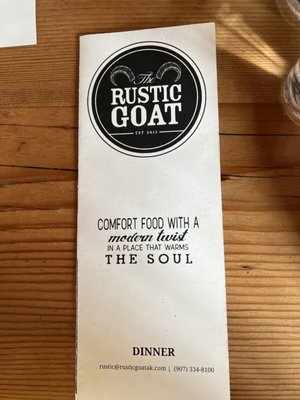 The
RUSTIC
GOAT
EST 2013
COMFORT FOOD WITH A
modern twist
IN A PLACE THAT WARMS
THE SOUL
DINNER
rustic@rusticgoatak.com | (907) 334-8100